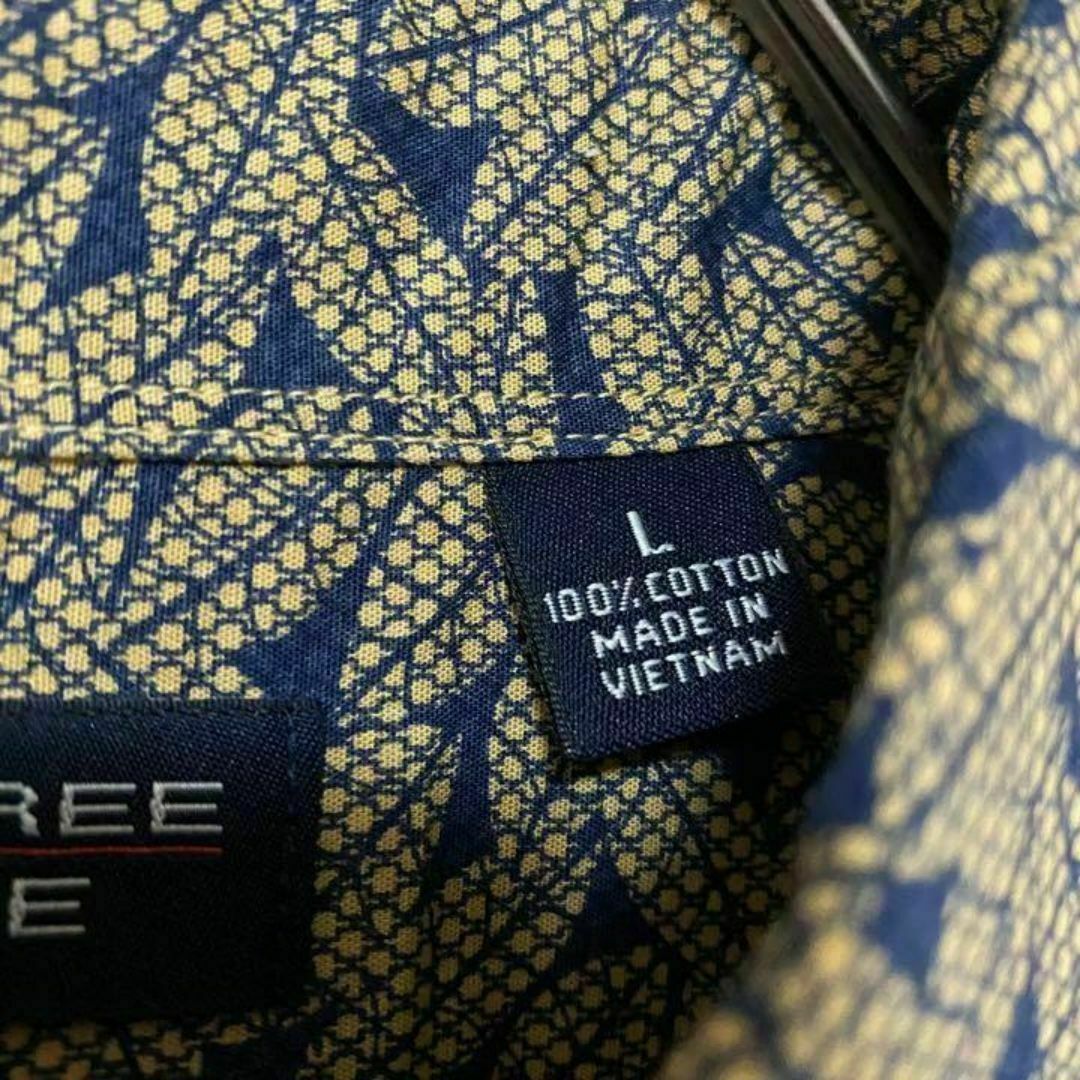 L
100% COTTON
MADE IN
VIETNAM
REE
E